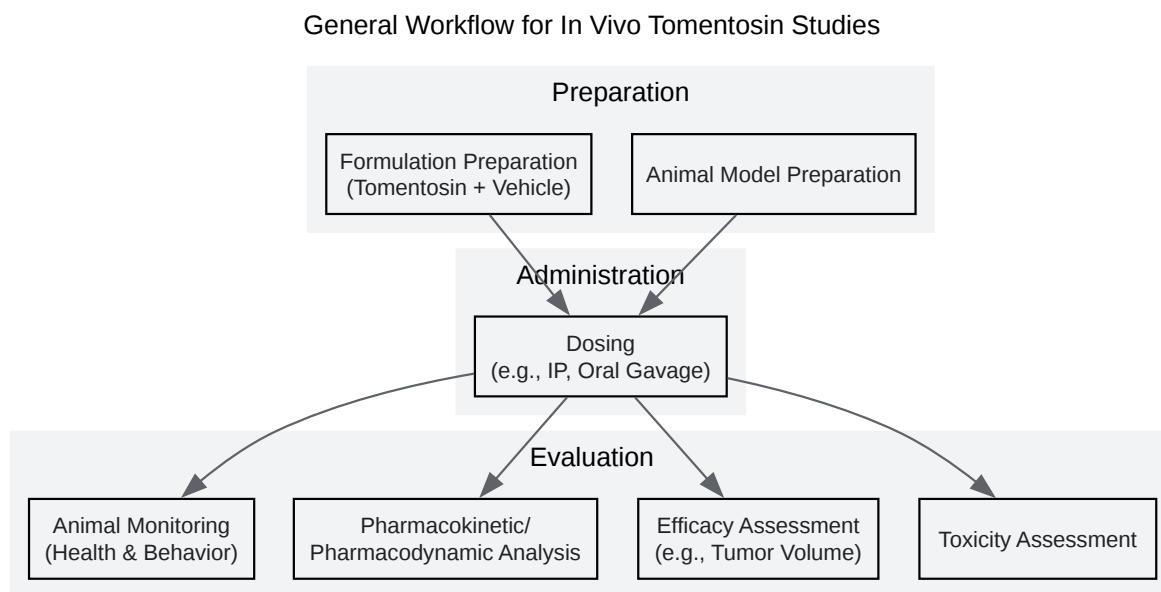 General Workflow for In Vivo Tomentosin Studies
Preparation
Formulation Preparation
(Tomentosin + Vehicle)
Animal Model Preparation
Administration
Dosing
(e.g., IP, Oral Gavage)
Evaluation
Animal Monitoring
(Health & Behavior)
Pharmacokinetic/
Pharmacodynamic Analysis
Efficacy Assessment
(e.g., Tumor Volume)
Toxicity Assessment